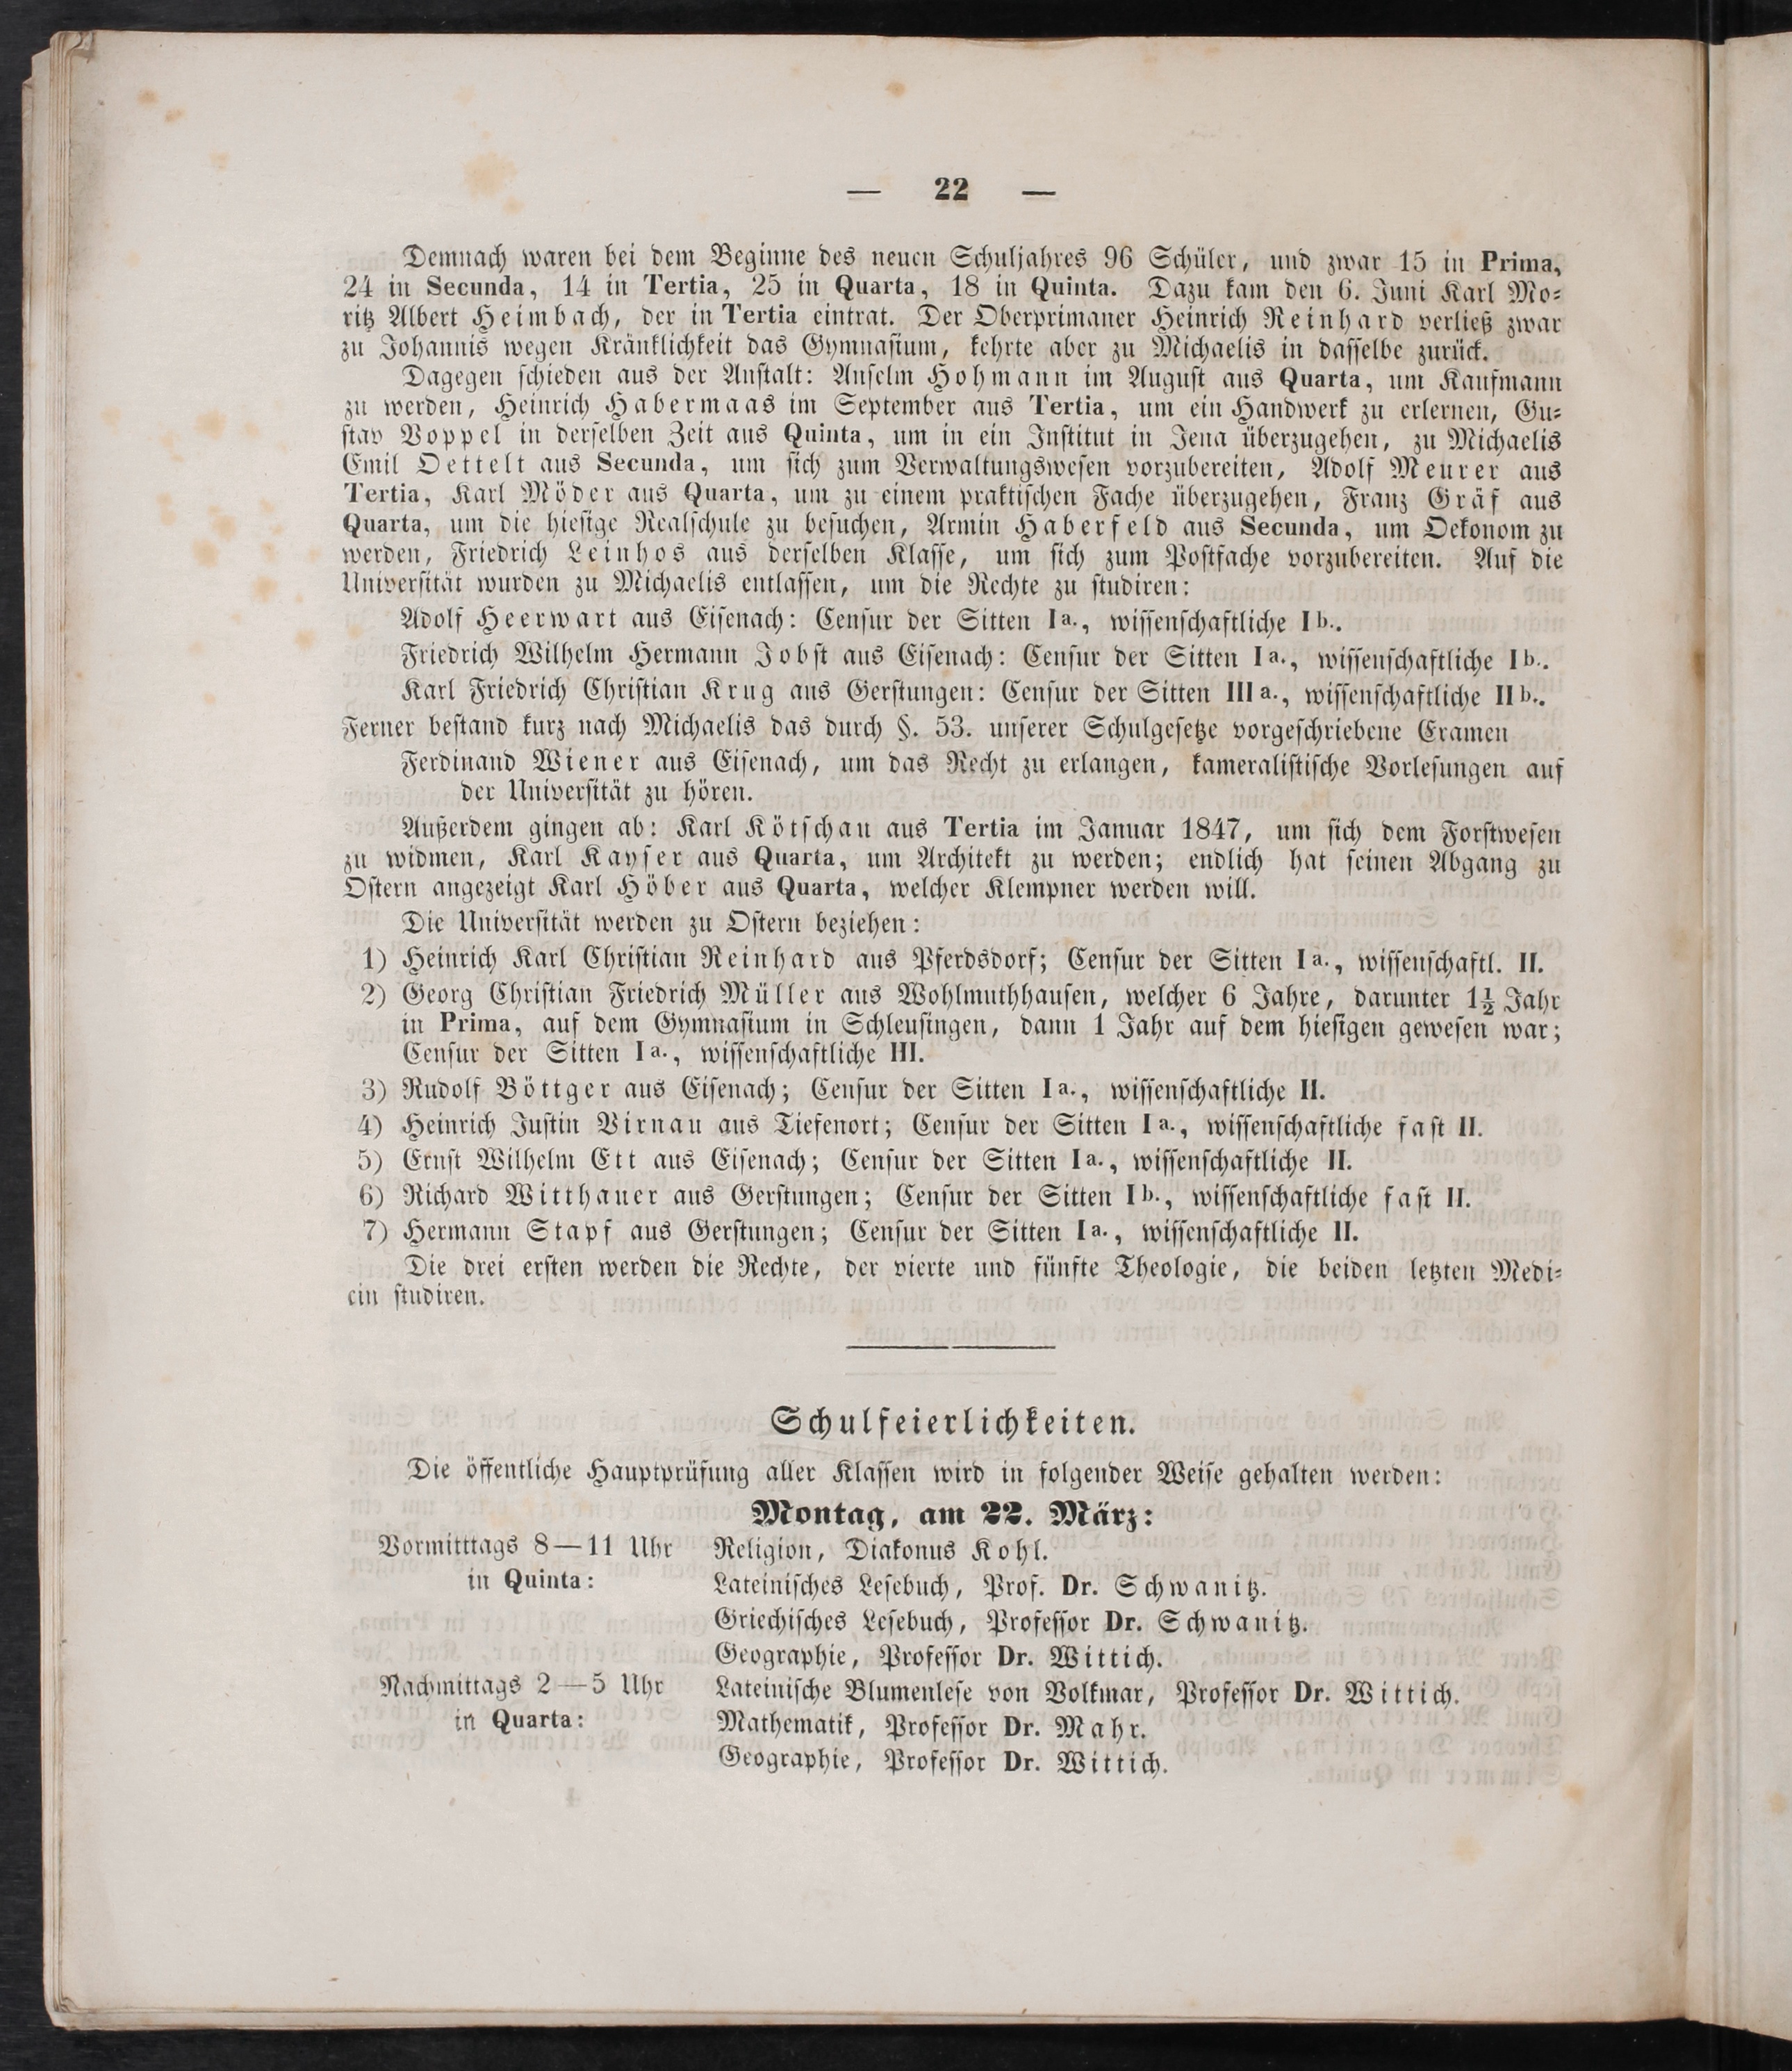 — 22 —
Demnach waren bei dem Beginne des neuen Schuljahres 96 Schüler, und zwar 15 in Prima,
24 in Secunda, 14 in Tertia, 25 in Quarta, 18 in Quinta. Dazu kam den 6. Juni Karl Mo-
ritz Albert Heimbach, der in Tertia eintrat. Der Oberprimaner Heinrich Reinhard verließ zwar
zu Johannis wegen Kränklichkeit das Gymnasium, kehrte aber zu Michaelis in dasselbe zurück.
Dagegen schieden aus der Anstalt: Anselm Hohmann im August aus Quarta, um Kaufmann
zu werden, Heinrich Habermaas im September aus Tertia, um ein Handwerk zu erlernen, Gu-
stav Voppel in derselben Zeit aus Quinta, um in ein Institut in Jena überzugehen, zu Michaelis
Emil Oettelt aus Secunda, um sich zum Verwaltungswesen vorzubereiten, Adolf Meurer aus
Tertia, Karl Möder aus Quarta, um zu einem praktischen Fache überzugehen, Franz Gräf aus
Quarta, um die hiesige Realschule zu besuchen, Armin Haberfeld aus Secunda, um Oekonom zu
werden, Friedrich Leinhos aus derselben Klasse, um sich zum Postfache vorzubereiten. Auf die
Universität wurden zu Michaelis entlassen, um die Rechte zu studiren:
Adolf Heerwart aus Eisenach: Censur der Sitten Ia., wissenschaftliche Ib..
Friedrich Wilhelm Hermann Jobst aus Eisenach: Censur der Sitten Ia., wissenschaftliche Ib..
Karl Friedrich Christian Krug aus Gerstungen: Censur der Sitten IIIa., wissenschaftliche IIb..
Ferner bestand kurz nach Michaelis das durch §. 53. unserer Schulgesetze vorgeschriebene Examen
Ferdinand Wiener aus Eisenach, um das Recht zu erlangen, kameralistische Vorlesungen auf
der Universität zu hören.
Außerdem gingen ab: Karl Kötschau aus Tertia im Januar 1847, um sich dem Forstwesen
zu widmen, Karl Kayser aus Quarta, um Architekt zu werden; endlich hat seinen Abgang zu
Ostern angezeigt Karl Höber aus Quarta, welcher Klempner werden will.
Die Universität werden zu Ostern beziehen:
1) Heinrich Karl Christian Reinhard aus Pferdsdorf; Censur der Sitten Ia., wissenschaftl. II.
2) Georg Christian Friedrich Müller aus Wohlmuthhausen, welcher 6 Jahre, darunter 1½ Jahr
in Prima, auf dem Gymnasium in Schleusingen, dann 1 Jahr auf dem hiesigen gewesen war;
Censur der Sitten Ia., wissenschaftliche III.
3) Rudolf Böttger aus Eisenach; Censur der Sitten Ia., wissenschaftliche II.
4) Heinrich Justin Virnau aus Tiefenort; Censur der Sitten Ia., wissenschaftliche fast II.
5) Ernst Wilhelm Ett aus Eisenach; Censur der Sitten Ia., wissenschaftliche II.
6) Richard Witthauer aus Gerstungen; Censur der Sitten Ib., wissenschaftliche fast II.
7) Hermann Stapf aus Gerstungen; Censur der Sitten Ia., wissenschaftliche II.
Die drei ersten werden die Rechte, der vierte und fünfte Theologie, die beiden letzten Medi-
cin studiren.
Schulfeierlichkeiten.
Die öffentliche Hauptprüfung aller Klassen wird in folgender Weise gehalten werden:
Montag, am 22. März:
Vormitttags 8—11 Uhr Religion, Diakonus Kohl.
in Quinta: Lateinisches Lesebuch, Prof. Dr. Schwanitz.
Griechisches Lesebuch, Professor Dr. Schwanitz.
Geographie, Professor Dr. Wittich.
Nachmittags 2—5 Uhr Lateinische Blumenlese von Volkmar, Professor Dr. Wittich.
in Quarta: Mathematik, Professor Dr. Mahr.
Geographie, Professor Dr. Wittich.